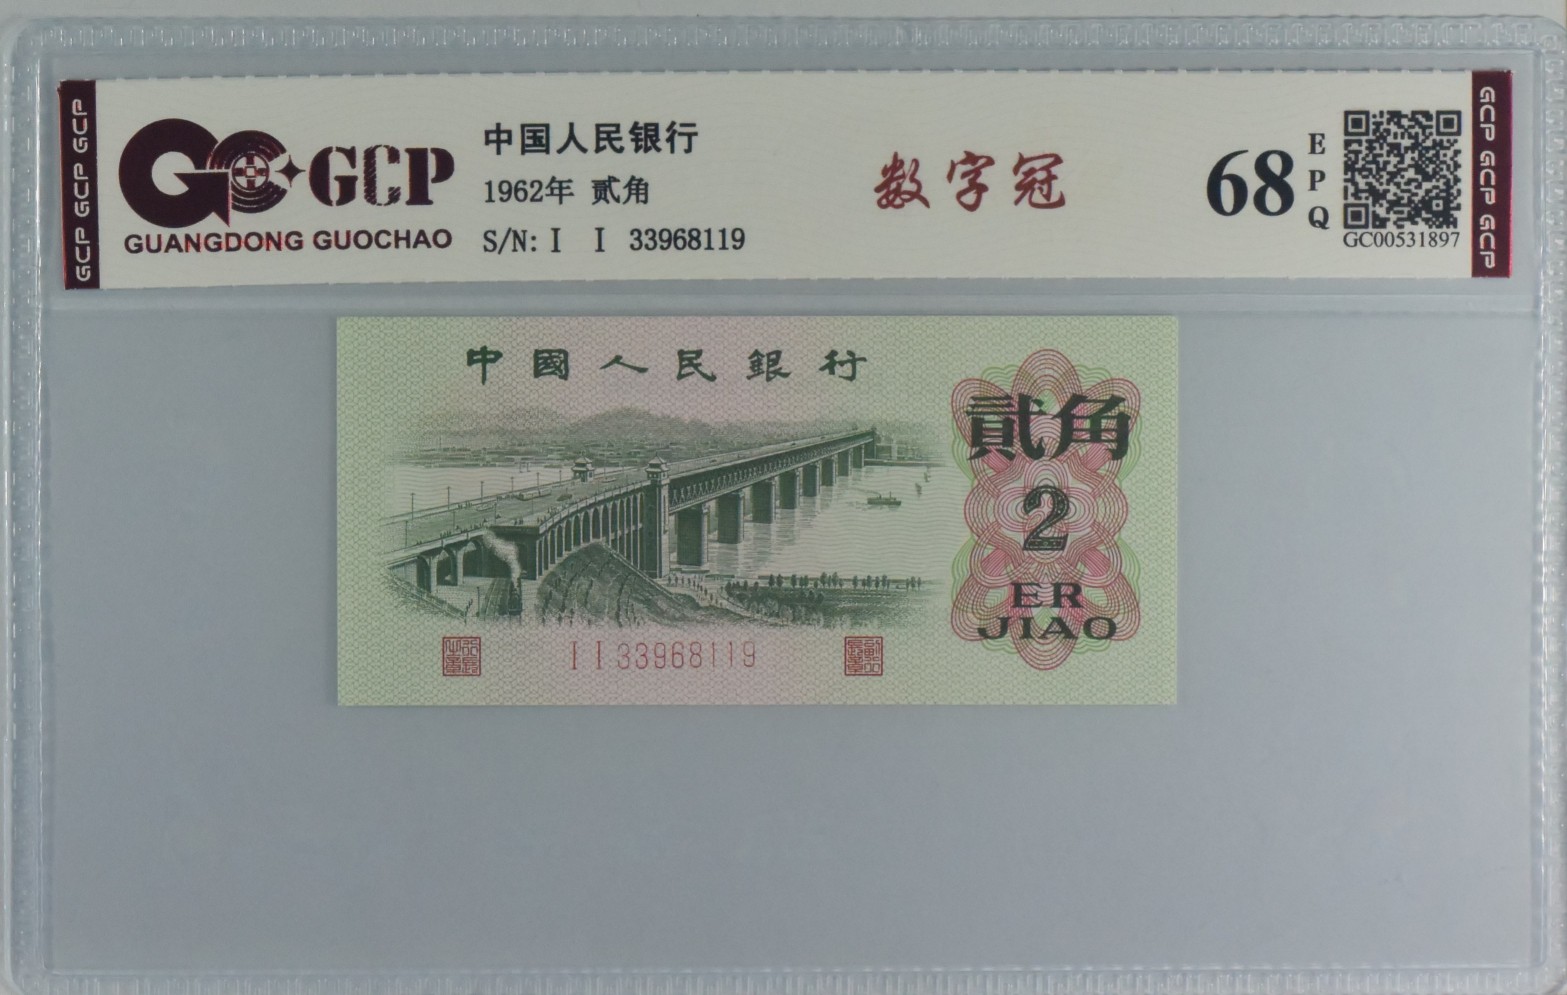 GCP GCP GCP
GCP
GUANGDONG GUOCHAO
中国人民银行
1962年 贰角
S/N: I I 33968119
数字冠
68
EPQ
GC00531897
GCP GCP GCP
中國人民銀行
貳角
2
ER
JIAO
I I 33968119